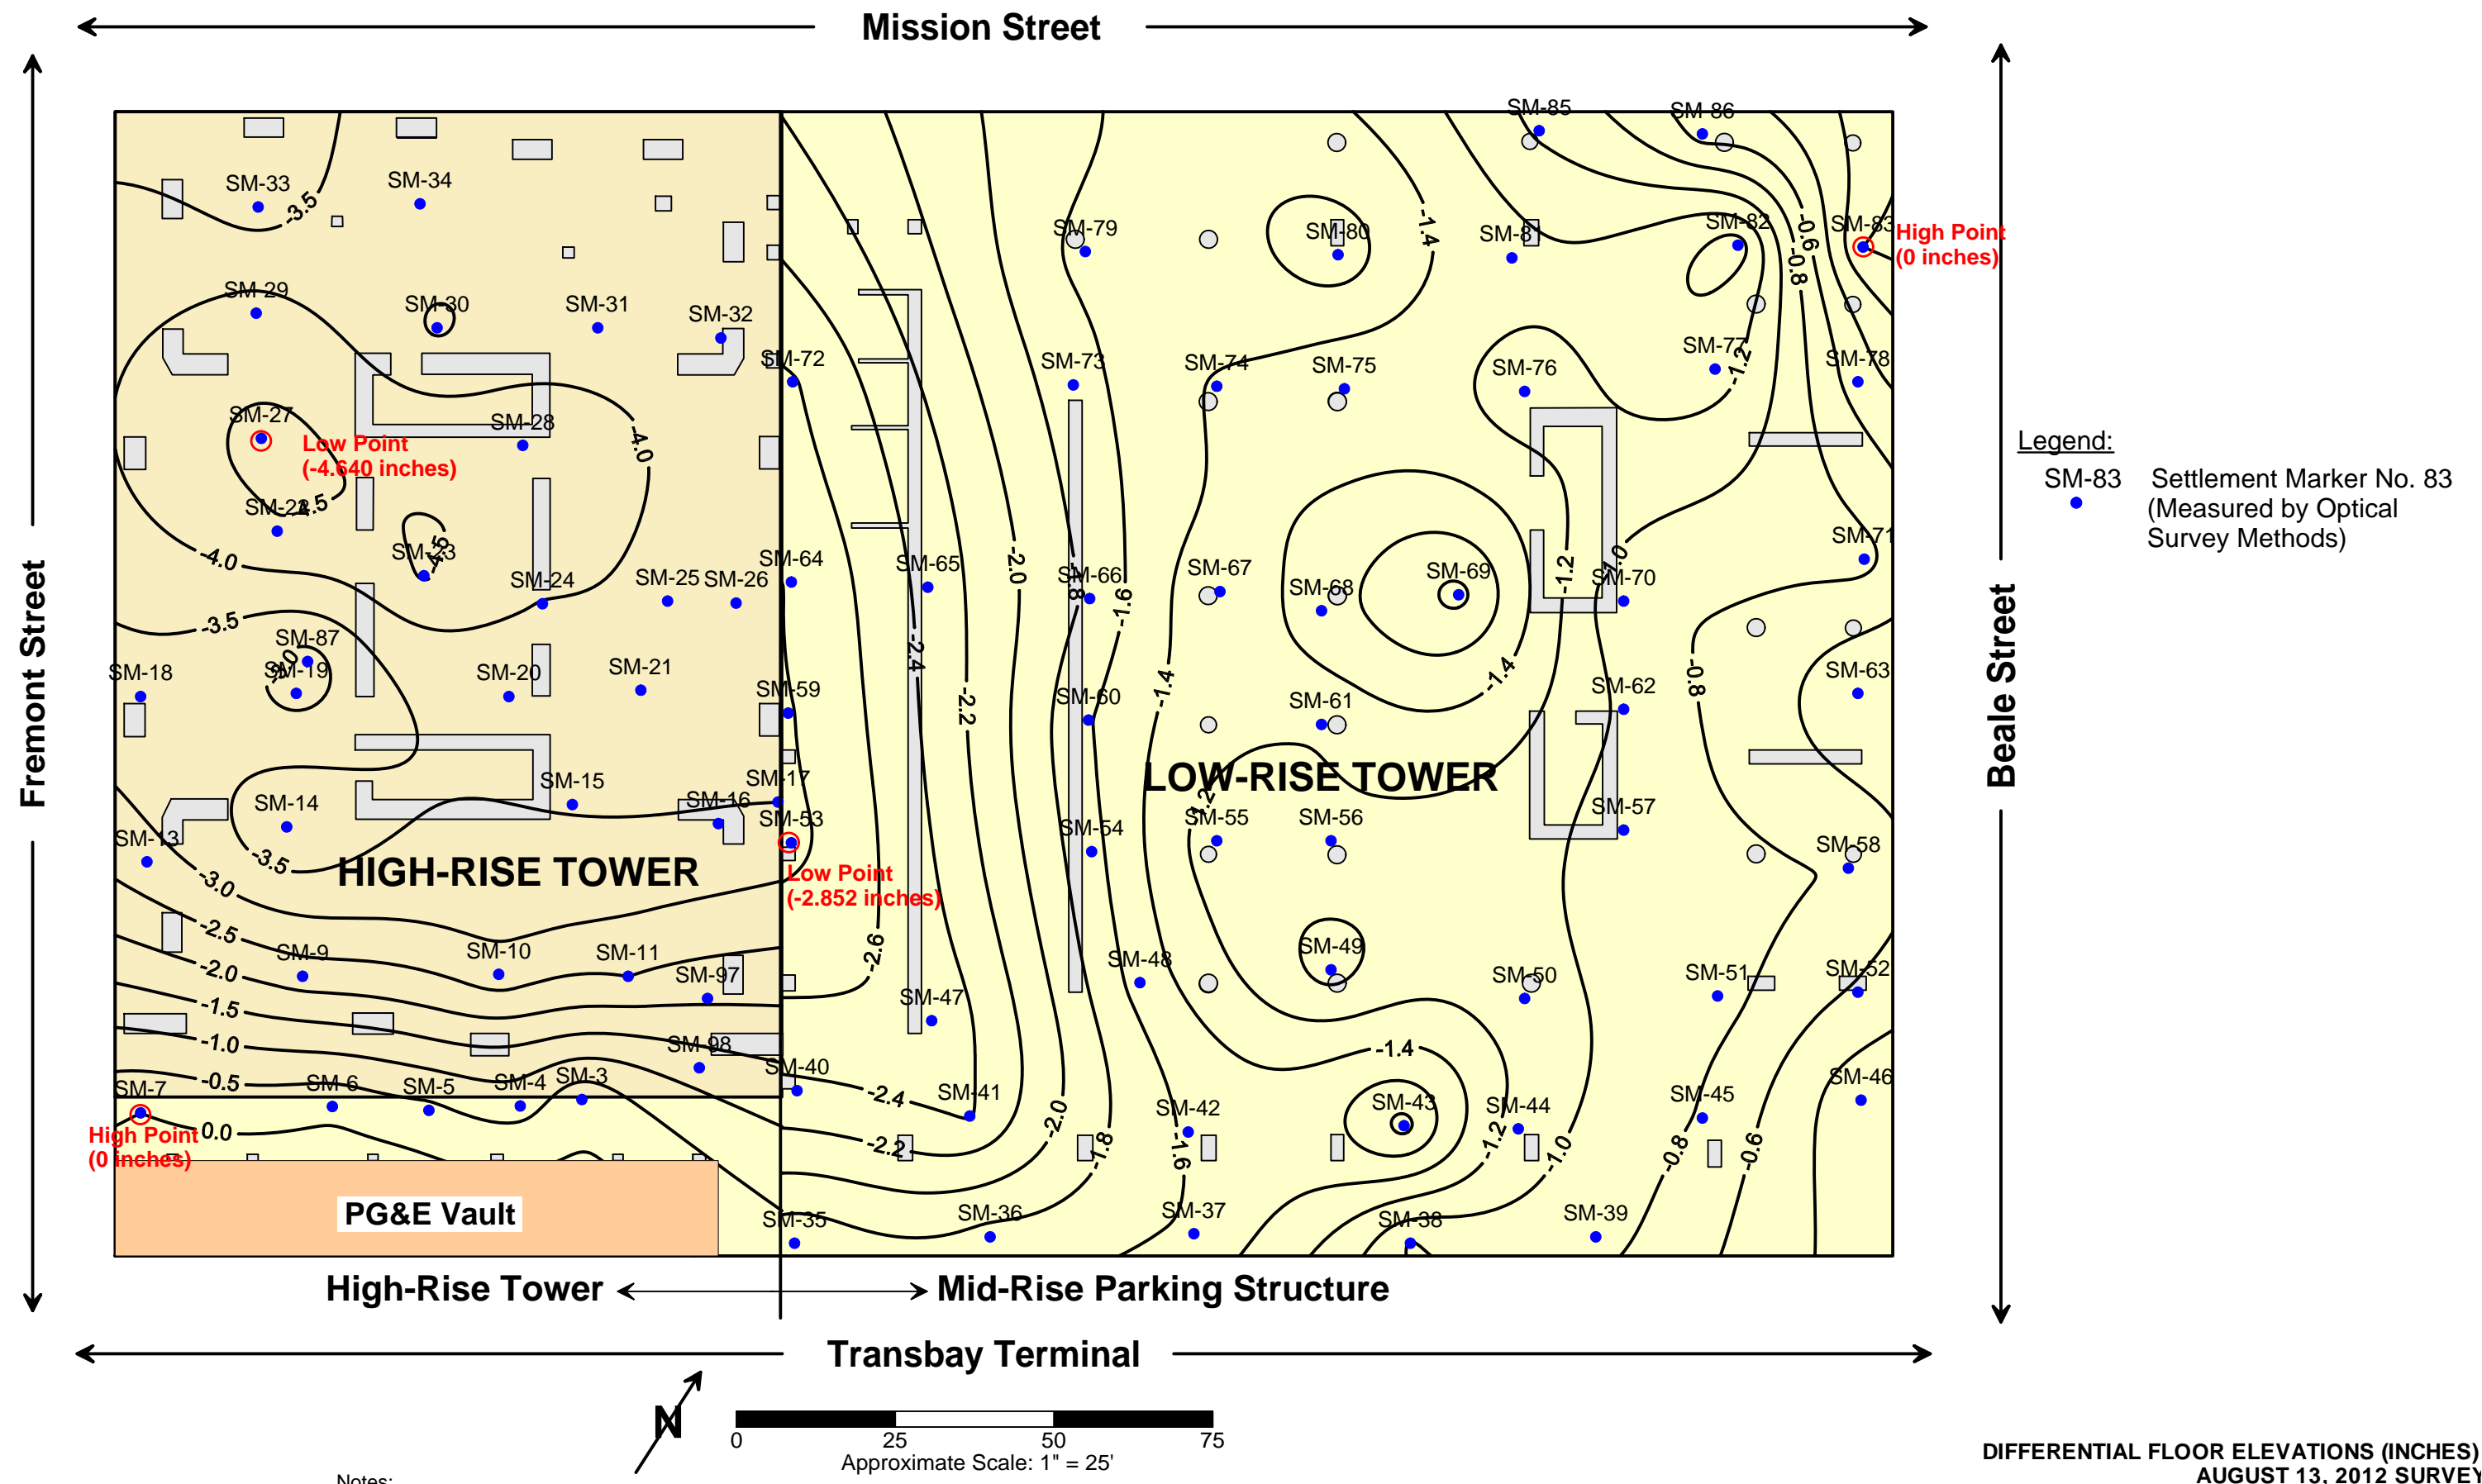 Mission Street
SM-85
SM-86
SM-33
SM-34
-3.5
SM-79
SM-80
-1.4
SM-8
SM-82
-0.6
-0.8
SM-83
High Point
(0 inches)
SM-29
SM-30
SM-31
SM-32
SM-72
SM-73
SM-74
SM-75
SM-76
SM-77
-1.2
SM-78
SM-27
Low Point
(-4.640 inches)
SM-28
-4.0
Legend:
SM-83 Settlement Marker No. 83
(Measured by Optical
Survey Methods)
-4.5
-4.0
SM-23
-4.5
SM-24
SM-25
SM-26
SM-64
SM-65
-2.0
SM-66
-1.8
-1.6
SM-67
SM-68
SM-69
-1.2
-1.0
SM-70
SM-71
Fremont Street
Beale Street
-3.5
SM-87
-3.0
SM-19
SM-18
SM-20
SM-21
SM-59
-2.4
-2.2
SM-60
-1.4
SM-61
-1.4
SM-62
-0.8
SM-63
LOW-RISE TOWER
SM-14
SM-15
SM-16
SM-17
SM-13
-3.5
SM-53
SM-54
-1.2
SM-55
SM-56
SM-57
SM-58
HIGH-RISE TOWER
Low Point
(-2.852 inches)
-3.0
-2.5
-2.0
SM-9
SM-10
SM-11
SM-97
-2.6
SM-47
SM-48
SM-49
SM-50
SM-51
SM-52
-1.5
-1.0
-0.5
SM-98
-1.4
SM-7
SM-6
SM-5
SM-4
SM-3
SM-40
-2.4
SM-41
-2.0
SM-42
SM-43
SM-44
SM-45
SM-46
High Point
(0 inches)
0.0
-2.2
-1.8
-1.6
-1.2
-1.0
-0.8
-0.6
PG&E Vault
SM-35
SM-36
SM-37
SM-38
SM-39
High-Rise Tower
Mid-Rise Parking Structure
Transbay Terminal
N
0 25 50 75
Approximate Scale: 1" = 25'
Notes:
DIFFERENTIAL FLOOR ELEVATIONS (INCHES)
AUGUST 13, 2012 SURVEY